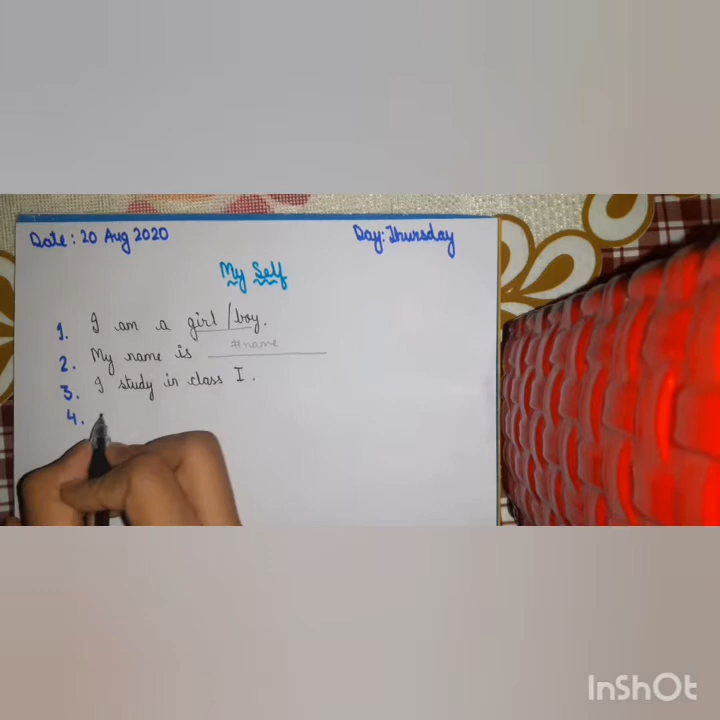 Date : 20 Aug 2020
Day: Thursday
My Self
1. I am a girl / boy.
2. My name is #name
3. I study in class I.
4.
InShOt